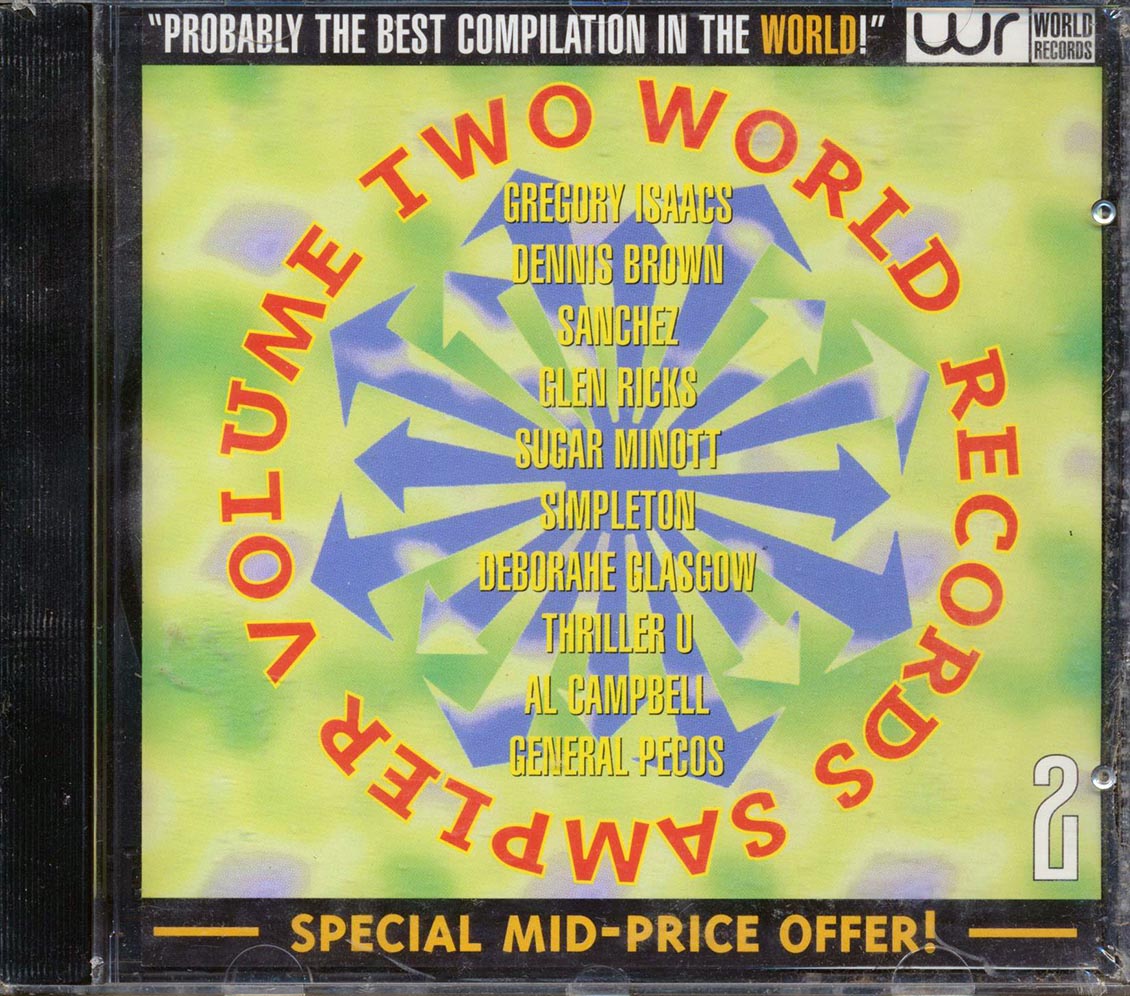 "PROBABLY THE BEST COMPILATION IN THE WORLD!"
wr WORLD
RECORDS
VOLUME TWO WORLD RECORDS SAMPLER
GREGORY ISAACS
DENNIS BROWN
SANCHEZ
GLEN RICKS
SUGAR MINOTT
SIMPLETON
DEBORAHE GLASGOW
THRILLER U
AL CAMPBELL
GENERAL PECOS
2
SPECIAL MID-PRICE OFFER!